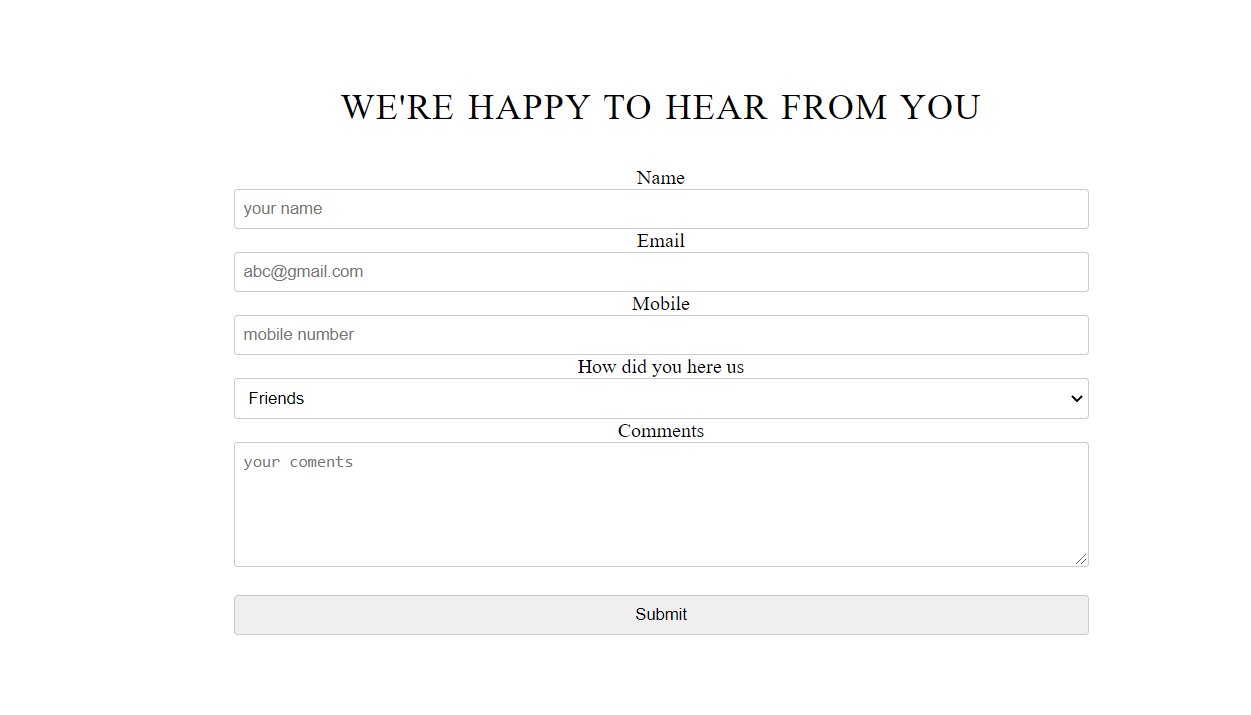 WE'RE HAPPY TO HEAR FROM YOU
Name
your name
Email
abc@gmail.com
Mobile
mobile number
How did you here us
Friends
Comments
your coments
Submit